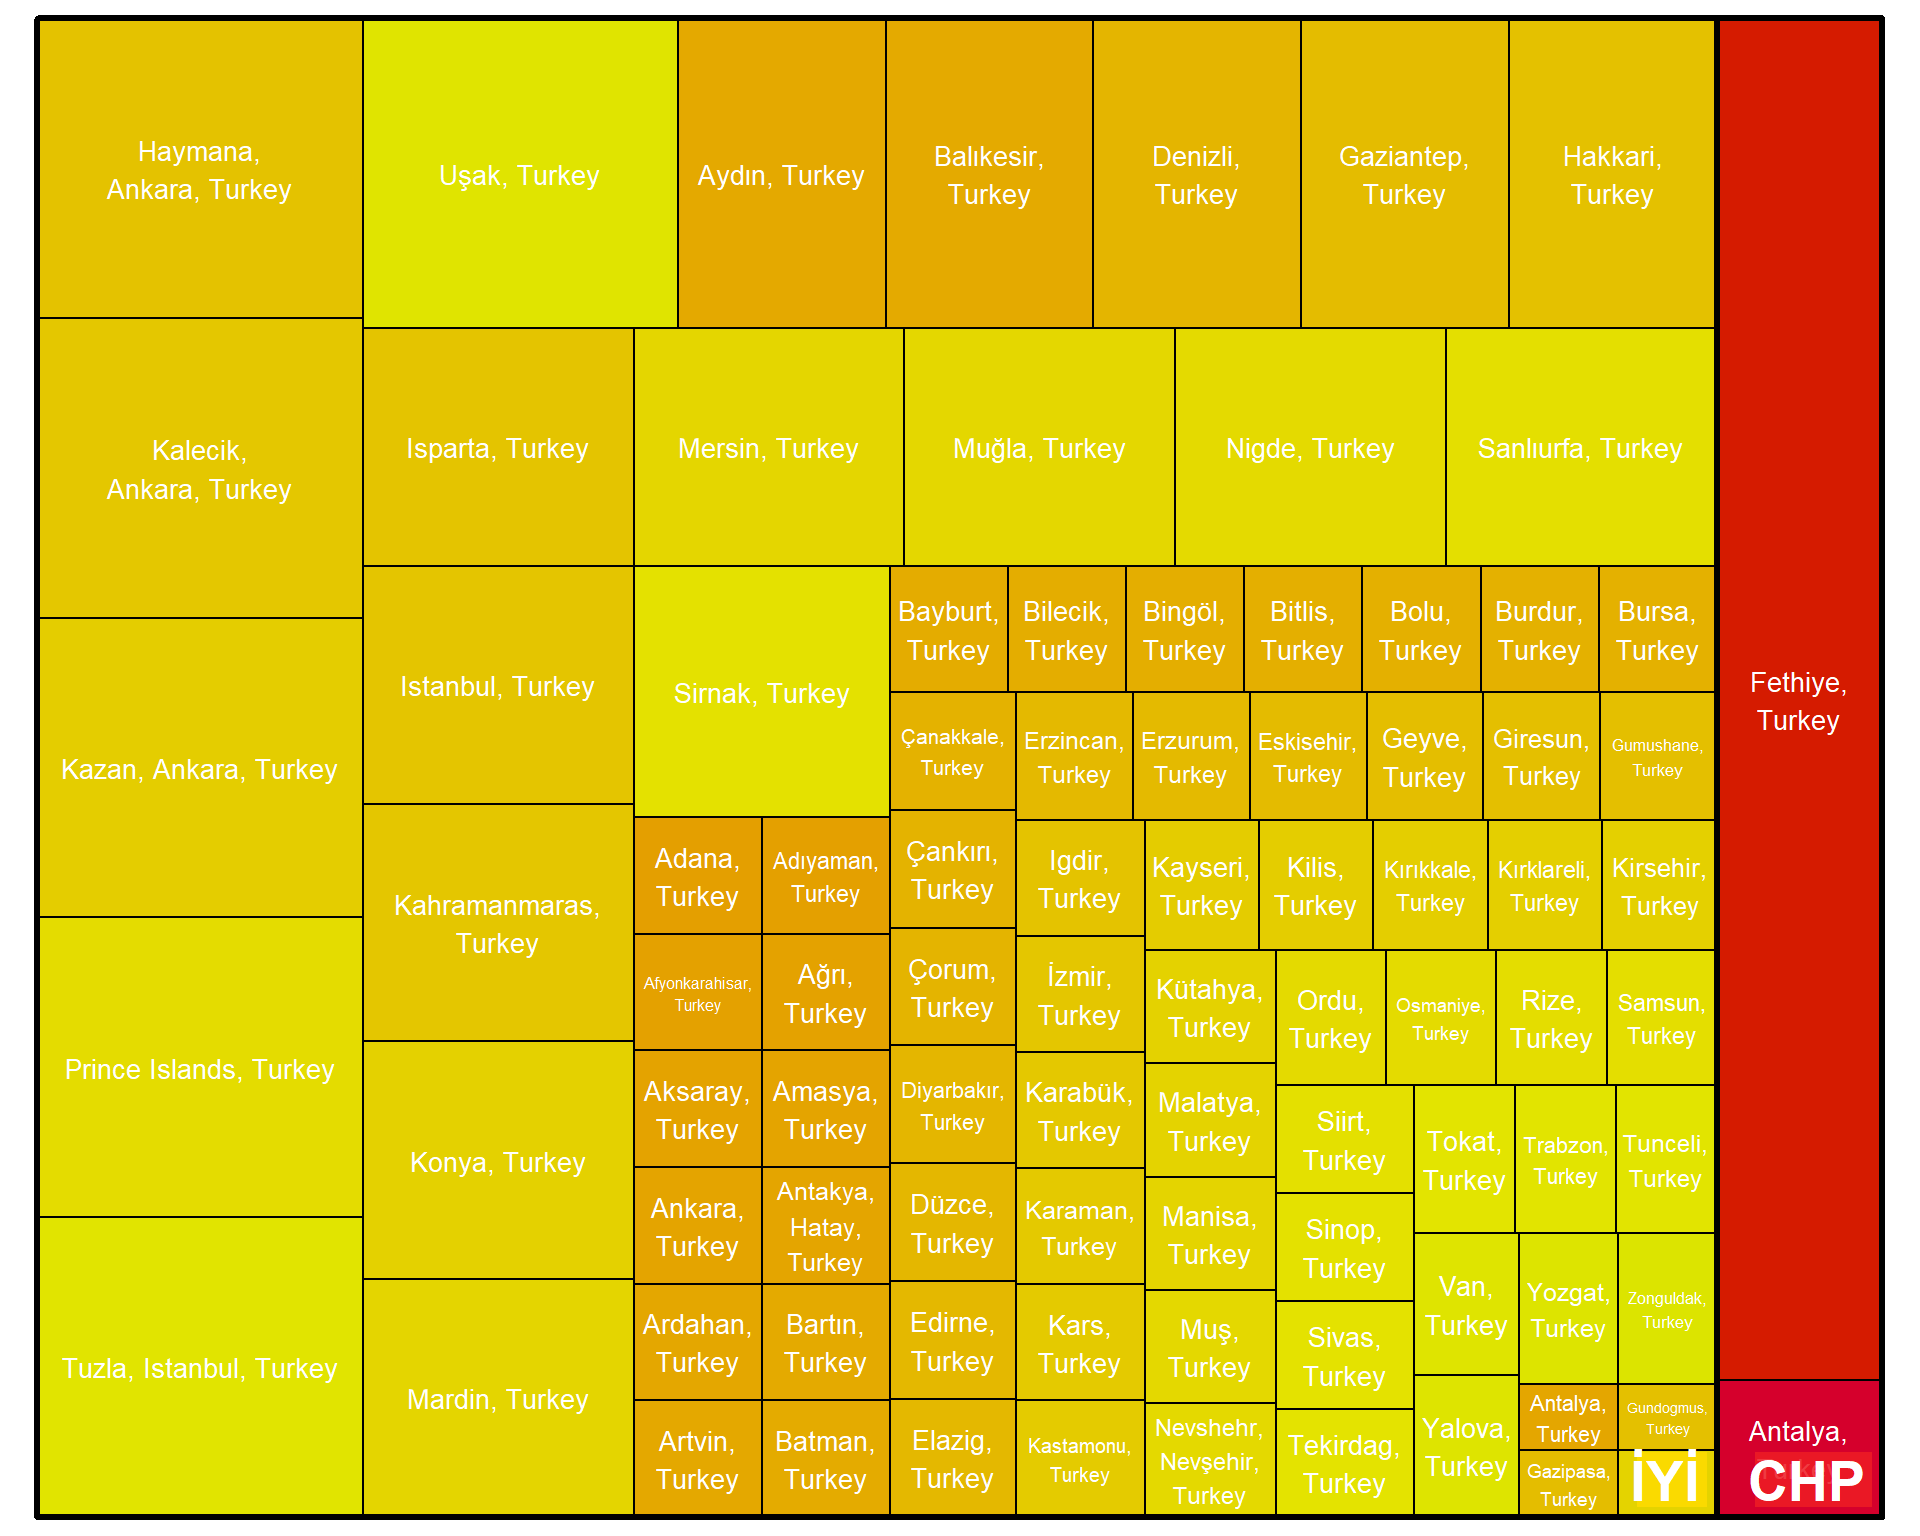 Haymana,
Ankara, Turkey
Uşak, Turkey
Aydın, Turkey
Balıkesir,
Turkey
Denizli,
Turkey
Gaziantep,
Turkey
Hakkari,
Turkey
Kalecik,
Ankara, Turkey
Isparta, Turkey
Mersin, Turkey
Muğla, Turkey
Nigde, Turkey
Sanlıurfa, Turkey
Kazan, Ankara, Turkey
Prince Islands, Turkey
Tuzla, Istanbul, Turkey
Istanbul, Turkey
Kahramanmaras,
Turkey
Konya, Turkey
Mardin, Turkey
Sirnak, Turkey
Adana,
Turkey
Adıyaman,
Turkey
Afyonkarahisar,
Turkey
Ağrı,
Turkey
Aksaray,
Turkey
Amasya,
Turkey
Ankara,
Turkey
Antakya,
Hatay,
Turkey
Ardahan,
Turkey
Bartın,
Turkey
Artvin,
Turkey
Batman,
Turkey
Bayburt,
Turkey
Bilecik,
Turkey
Bingöl,
Turkey
Bitlis,
Turkey
Bolu,
Turkey
Burdur,
Turkey
Bursa,
Turkey
Çanakkale,
Turkey
Erzincan,
Turkey
Erzurum,
Turkey
Eskisehir,
Turkey
Geyve,
Turkey
Giresun,
Turkey
Gumushane,
Turkey
Çankırı,
Turkey
Çorum,
Turkey
Diyarbakır,
Turkey
Düzce,
Turkey
Edirne,
Turkey
Elazig,
Turkey
Igdir,
Turkey
İzmir,
Turkey
Karabük,
Turkey
Karaman,
Turkey
Kars,
Turkey
Kastamonu,
Turkey
Kayseri,
Turkey
Kilis,
Turkey
Kırıkkale,
Turkey
Kırklareli,
Turkey
Kirsehir,
Turkey
Kütahya,
Turkey
Malatya,
Turkey
Manisa,
Turkey
Muş,
Turkey
Nevshehr,
Nevşehir,
Turkey
Ordu,
Turkey
Osmaniye,
Turkey
Rize,
Turkey
Samsun,
Turkey
Siirt,
Turkey
Sinop,
Turkey
Sivas,
Turkey
Tekirdag,
Turkey
Tokat,
Turkey
Trabzon,
Turkey
Tunceli,
Turkey
Van,
Turkey
Yozgat,
Turkey
Zonguldak,
Turkey
Yalova,
Turkey
Antalya,
Turkey
Gundogmus,
Turkey
Gazipasa,
Turkey
İYİ
Fethiye,
Turkey
Antalya,
CHP